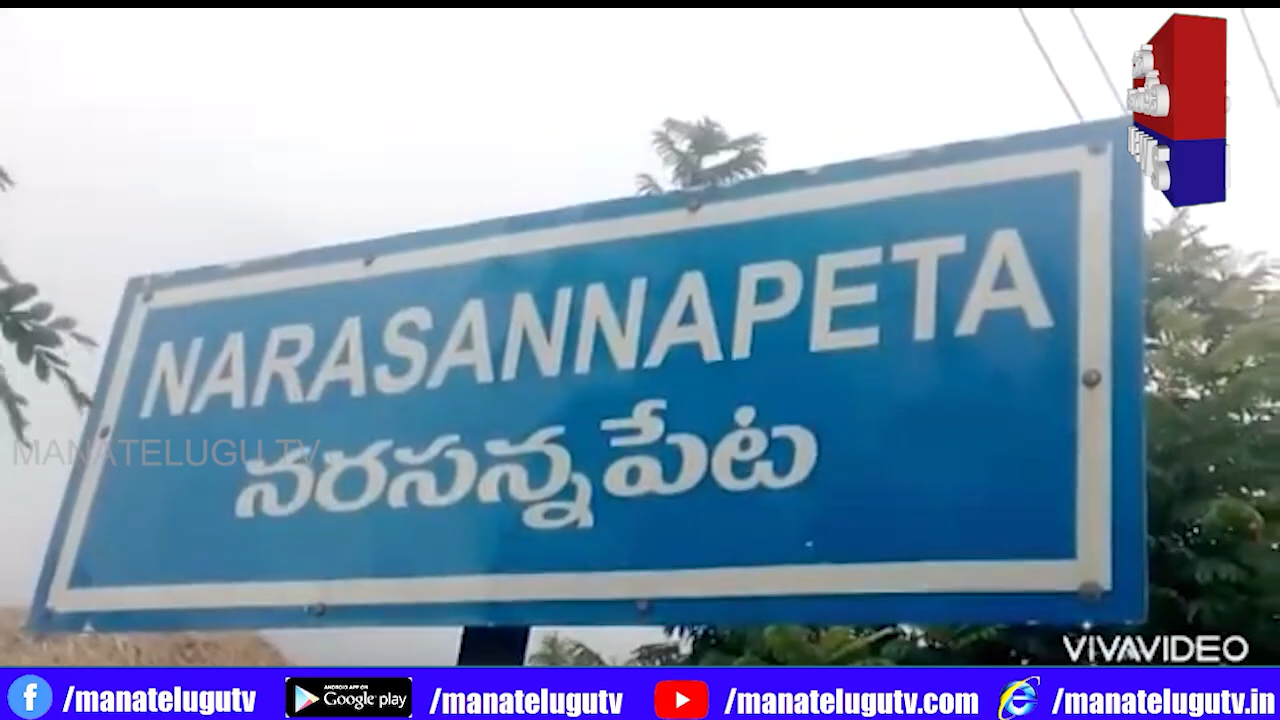 NARASANNAPETA
నరసన్నపేట
MANATELUGU TV
VIVAVIDEO
/manatelugutv
ANDROID APP ON
Google play
/manatelugutv
/manatelugutv.com
/manatelugutv.in